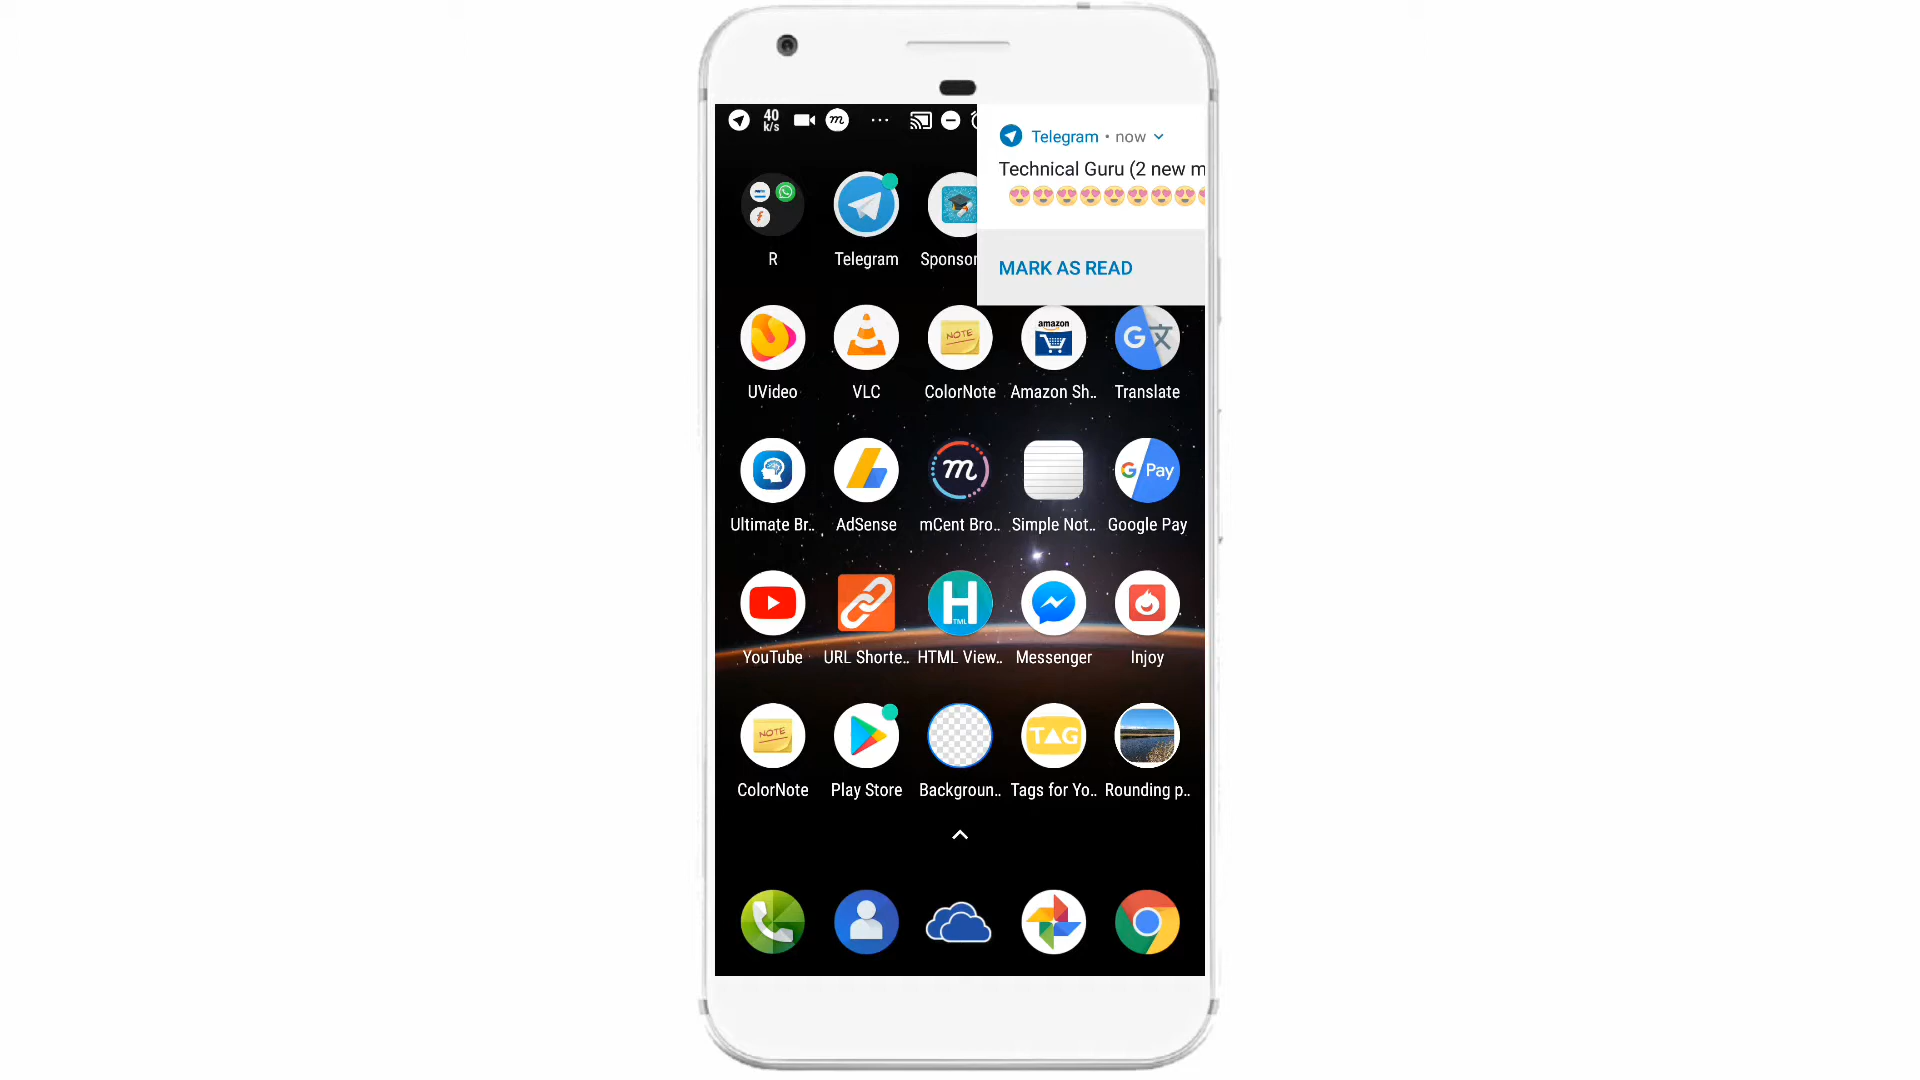 40
k/s
m
Telegram • now
Technical Guru (2 new m
MARK AS READ
R
Telegram
Sponsor
NOTE
amazon
G
UVideo
VLC
ColorNote
Amazon Sh..
Translate
m
G Pay
Ultimate Br..
AdSense
mCent Bro..
Simple Not..
Google Pay
H
TML
YouTube
URL Shorte..
HTML View..
Messenger
Injoy
NOTE
TAG
ColorNote
Play Store
Backgroun..
Tags for Yo..
Rounding p..